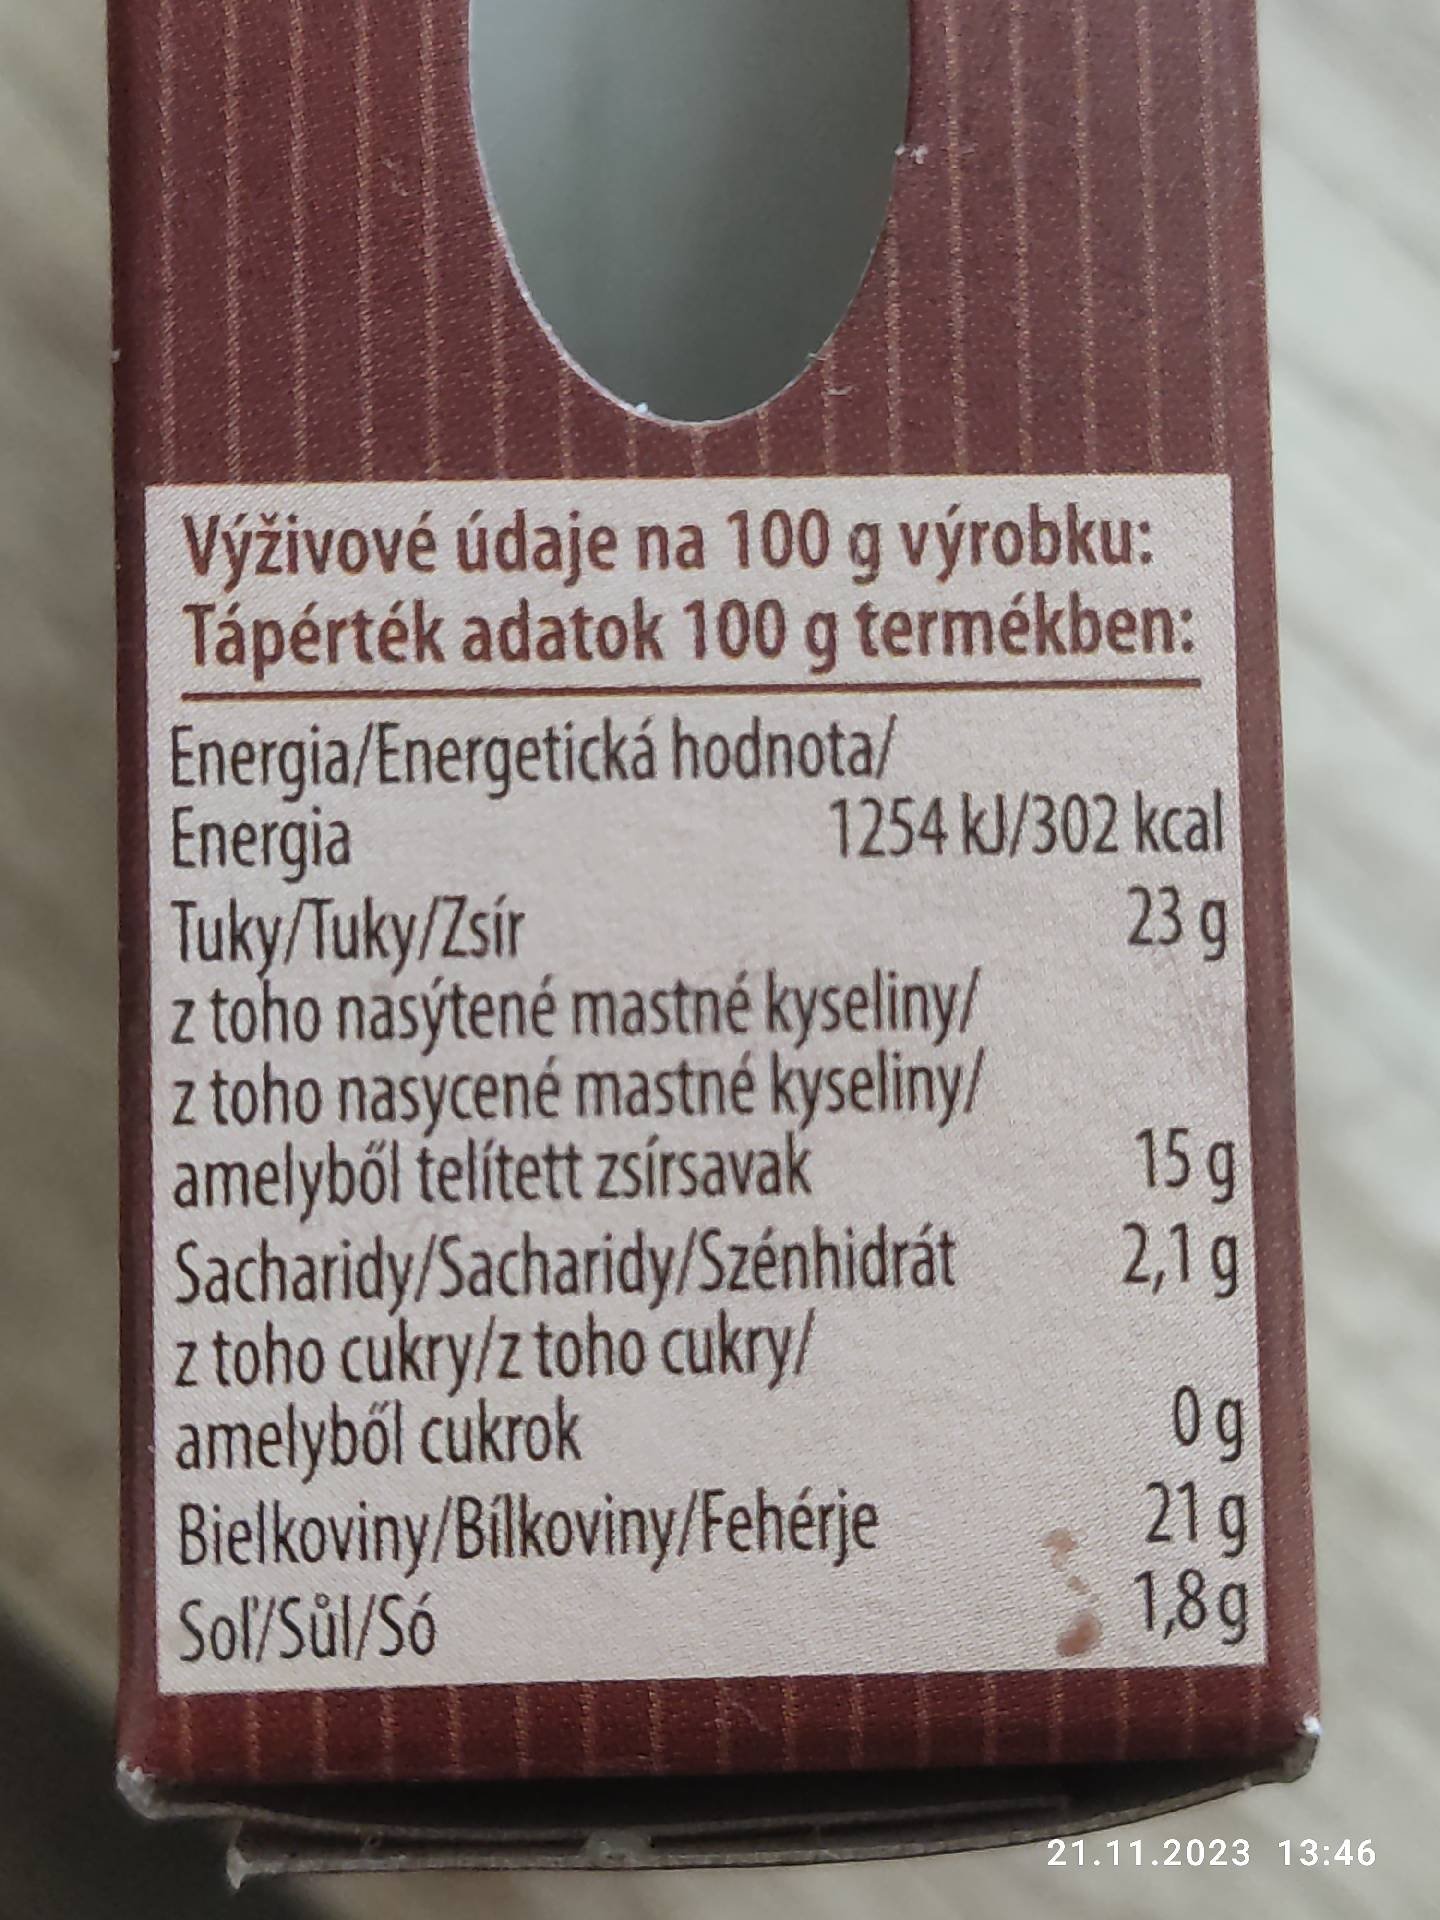 Výživové údaje na 100 g výrobku:
Tápérték adatok 100 g termékben:
Energia/Energetická hodnota/
Energia 1254 kJ/302 kcal
Tuky/Tuky/Zsír 23 g
z toho nasýtené mastné kyseliny/
z toho nasycené mastné kyseliny/
amelyből telített zsírsavak 15 g
Sacharidy/Sacharidy/Szénhidrát 2,1 g
z toho cukry/z toho cukry/
amelyből cukrok 0 g
Bielkoviny/Bílkoviny/Fehérje 21 g
Soľ/Sůl/Só 1,8 g
21.11.2023 13:46